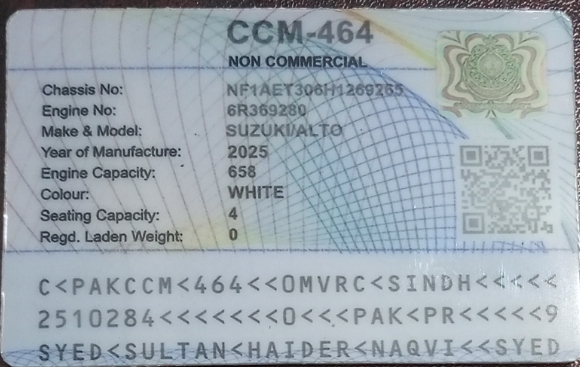 CCM-464
NON COMMERCIAL
Chassis No: NF1AEY306H1269265
Engine No: 6R369280
Make & Model: SUZUKI/ALTO
Year of Manufacture: 2025
Engine Capacity: 658
Colour: WHITE
Seating Capacity: 4
Regd. Laden Weight: 0
C<PAKCCM<464<<OMVRC<SINDH<<<<<
2510284<<<<<<<O<<<PAK<PR<<<<<9
SYED<SULTAN<HAIDER<NAQVI<<SYED